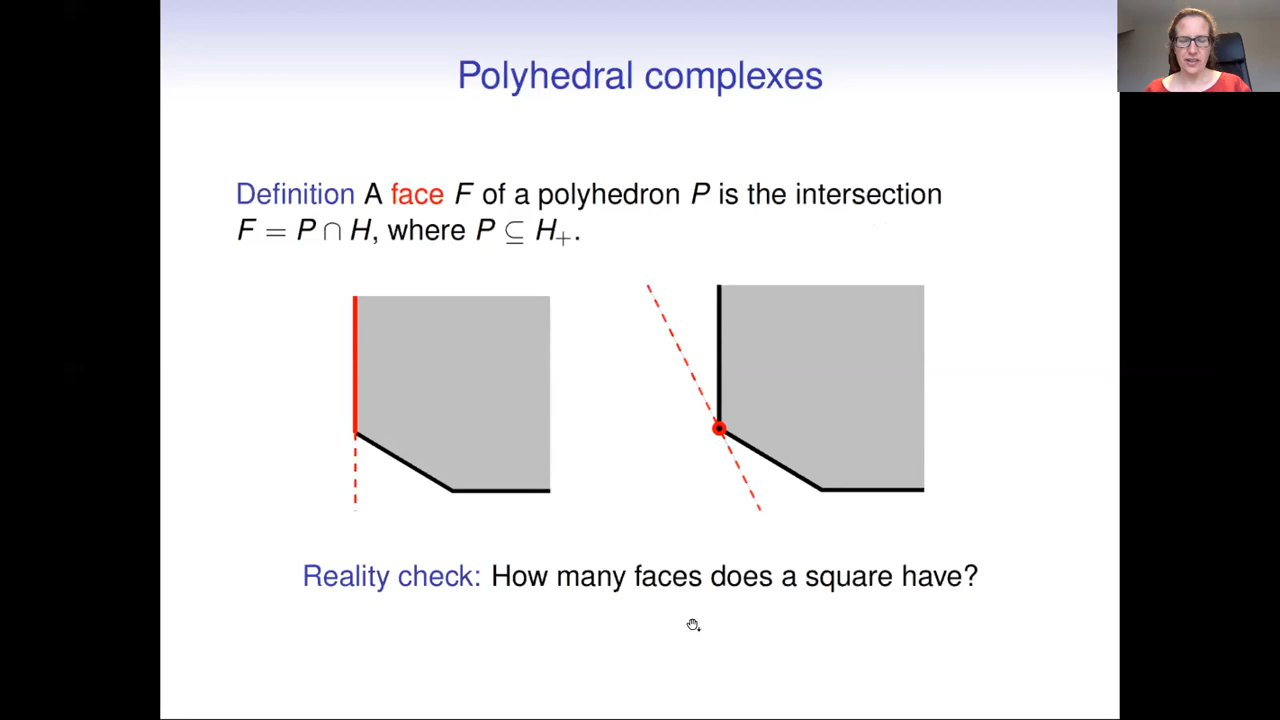 Polyhedral complexes
Definition A face F of a polyhedron P is the intersection
F = P ∩ H, where P ⊆ H₊.
Reality check: How many faces does a square have?